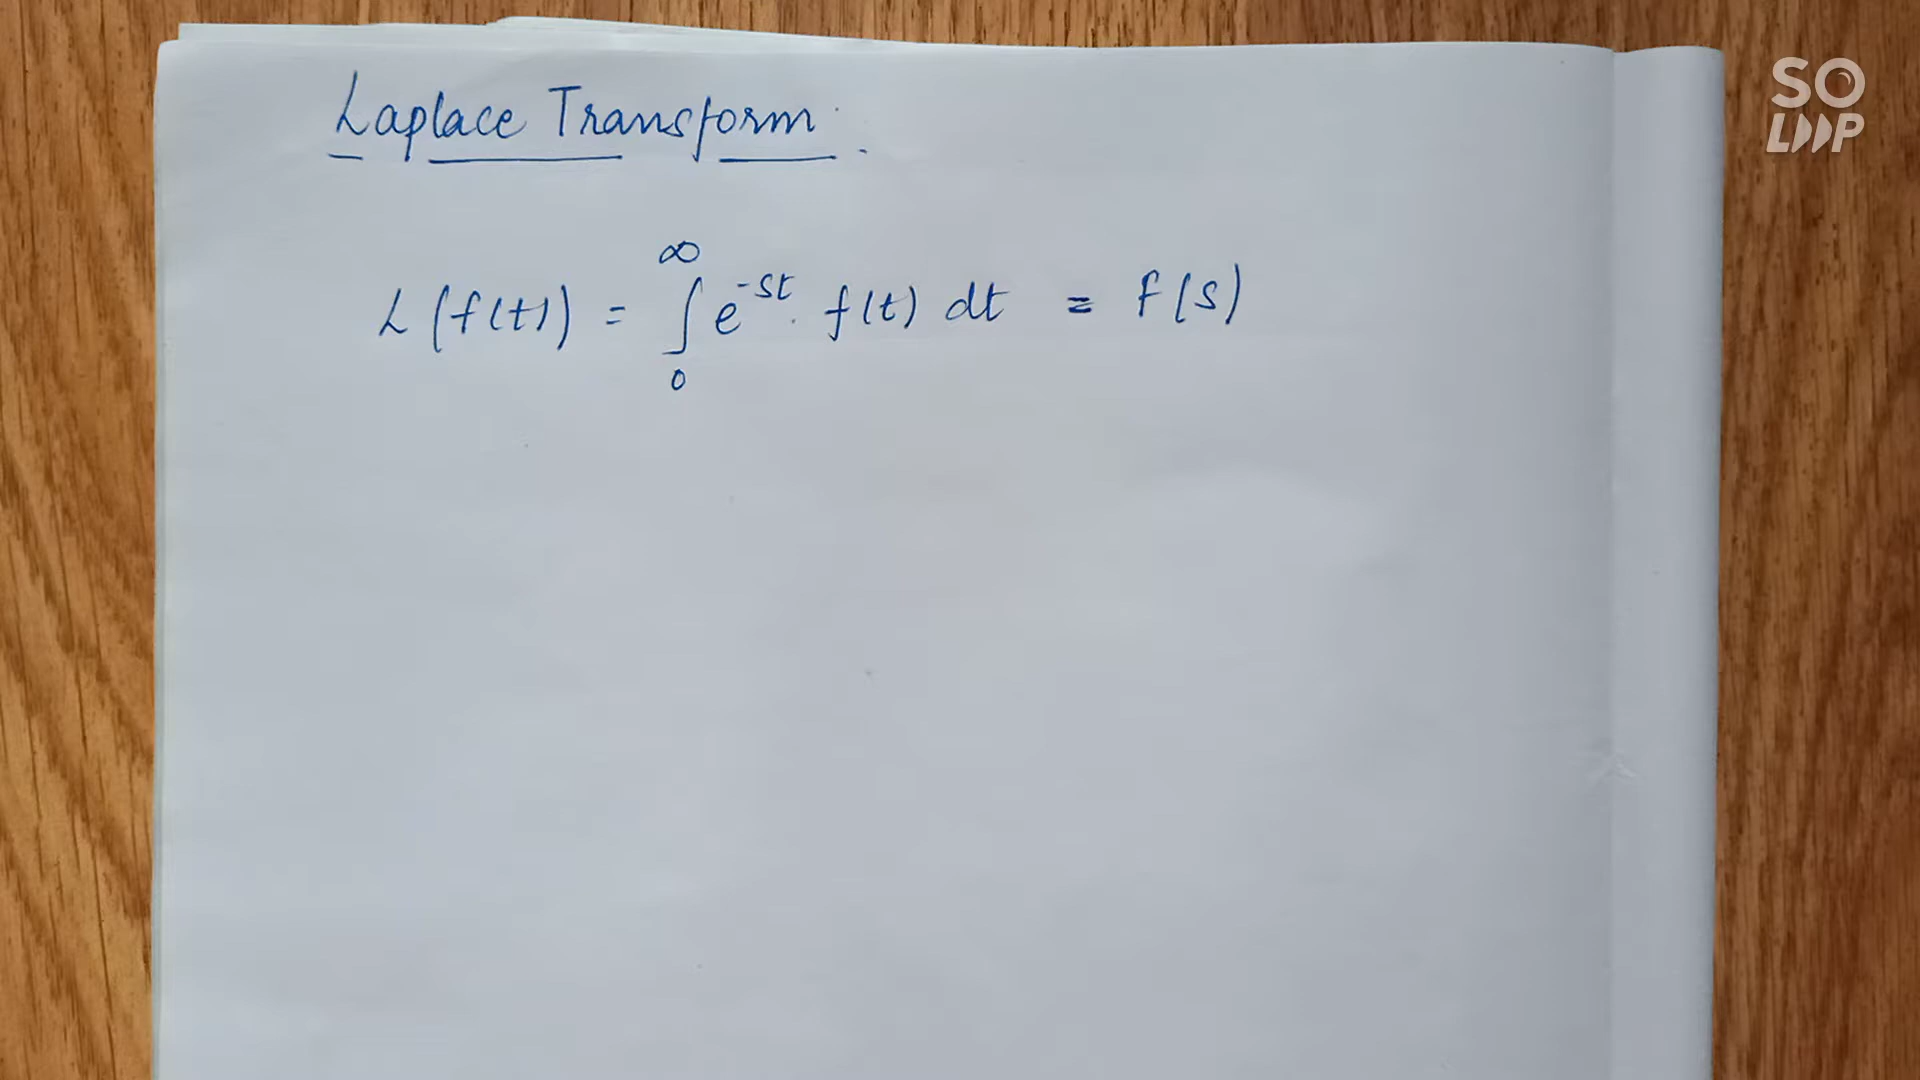 Laplace Transform.
L(f(t)) = ∫₀^∞ e^{-st} . f(t) dt = F(s)
SO
LOOP